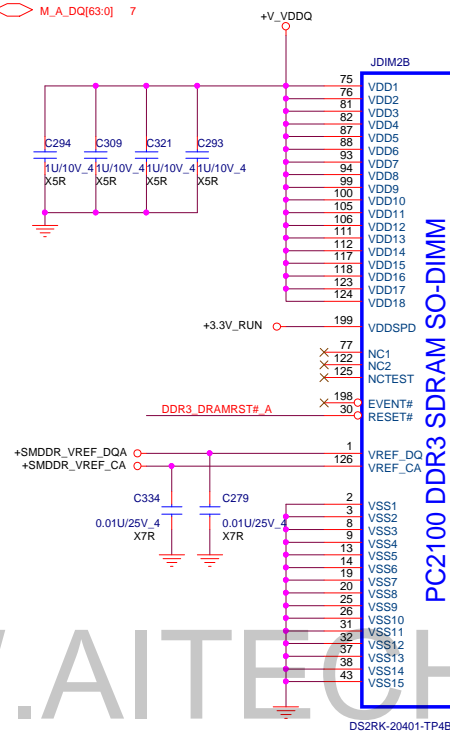 M_A_DQ[63:0] 7
+V_VDDQ
JDIM2B
75 VDD1
76 VDD2
81 VDD3
82 VDD4
87 VDD5
88 VDD6
93 VDD7
94 VDD8
99 VDD9
100 VDD10
105 VDD11
106 VDD12
111 VDD13
112 VDD14
117 VDD15
118 VDD16
123 VDD17
124 VDD18
C294 C309 C321 C293
1U/10V_4 1U/10V_4 1U/10V_4 1U/10V_4
X5R X5R X5R X5R
+3.3V_RUN 199 VDDSPD
77 NC1
122 NC2
125 NCTEST
198 EVENT#
DDR3_DRAMRST#_A 30 RESET#
+SMDDR_VREF_DQA 1 VREF_DQ
+SMDDR_VREF_CA 126 VREF_CA
C334 C279
0.01U/25V_4 0.01U/25V_4
X7R X7R
2 VSS1
3 VSS2
8 VSS3
9 VSS4
13 VSS5
14 VSS6
19 VSS7
20 VSS8
25 VSS9
26 VSS10
31 VSS11
32 VSS12
37 VSS13
38 VSS14
43 VSS15
PC2100 DDR3 SDRAM SO-DIMM
.AITECH
DS2RK-20401-TP4B